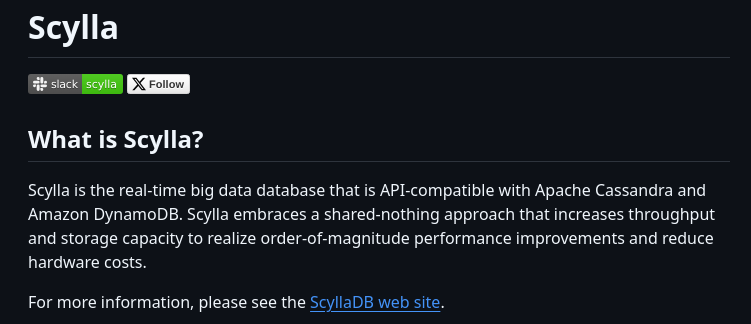 Scylla
slack scylla Follow
What is Scylla?
Scylla is the real-time big data database that is API-compatible with Apache Cassandra and
Amazon DynamoDB. Scylla embraces a shared-nothing approach that increases throughput
and storage capacity to realize order-of-magnitude performance improvements and reduce
hardware costs.
For more information, please see the ScyllaDB web site.